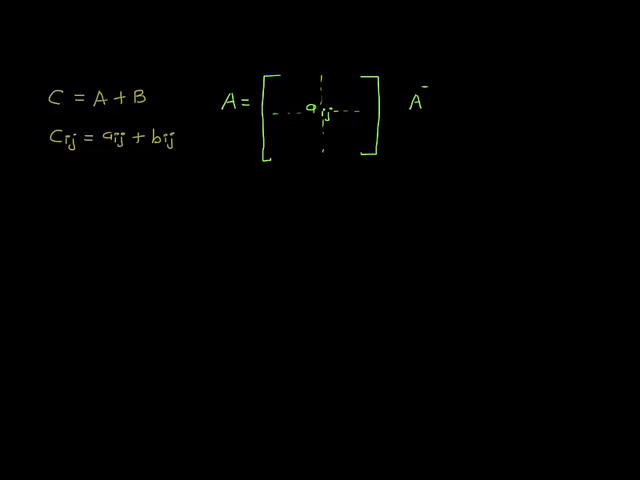 C = A + B
A = [ aij ] A-
Cij = aij + bij